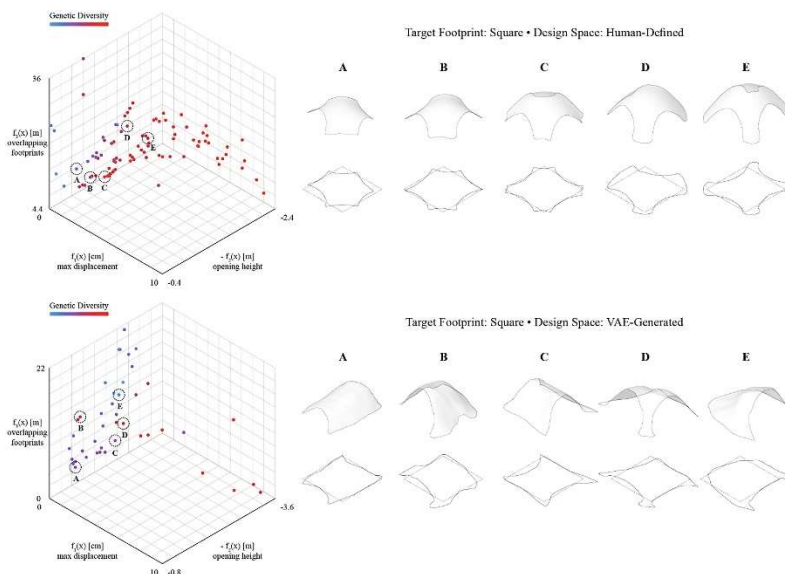 Genetic Diversity
36
f₃(x) [m]
overlapping
footprints
4.4
0
f₁(x) [cm]
max displacement
10
-0.4
- f₂(x) [m]
opening height
-2.4
A
B
C
D
E
Target Footprint: Square • Design Space: Human-Defined
A B C D E
Genetic Diversity
22
f₃(x) [m]
overlapping
footprints
0
0
f₁(x) [cm]
max displacement
10
-0.8
- f₂(x) [m]
opening height
-3.6
A
B
C
D
E
Target Footprint: Square • Design Space: VAE-Generated
A B C D E